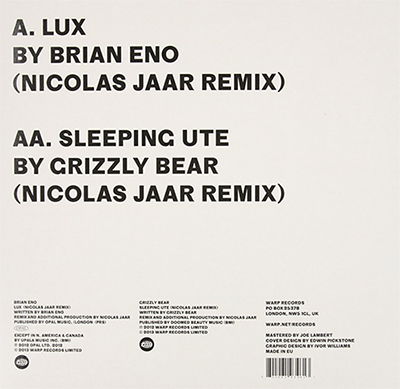 A. LUX
BY BRIAN ENO
(NICOLAS JAAR REMIX)
AA. SLEEPING UTE
BY GRIZZLY BEAR
(NICOLAS JAAR REMIX)
BRIAN ENO
LUX (NICOLAS JAAR REMIX)
WRITTEN BY BRIAN ENO
REMIX AND ADDITIONAL PRODUCTION BY NICOLAS JAAR
PUBLISHED BY OPAL MUSIC, LONDON (PRS)
EXCEPT IN N. AMERICA & CANADA
BY UPALA MUSIC INC. (BMI)
℗ 2012 OPAL LTD. 2012
© 2013 WARP RECORDS LIMITED
GRIZZLY BEAR
SLEEPING UTE (NICOLAS JAAR REMIX)
WRITTEN BY GRIZZLY BEAR
REMIX AND ADDITIONAL PRODUCTION BY NICOLAS JAAR
PUBLISHED BY DOOMED BEAUTY MUSIC (BMI)
℗ 2012 WARP RECORDS LIMITED
© 2013 WARP RECORDS LIMITED
WARP RECORDS
PO BOX 25378
LONDON, NW5 1GL, UK
WARP.NET/RECORDS
MASTERED BY JOE LAMBERT
COVER DESIGN BY EDWIN PICKSTONE
GRAPHIC DESIGN BY IVOR WILLIAMS
MADE IN EU